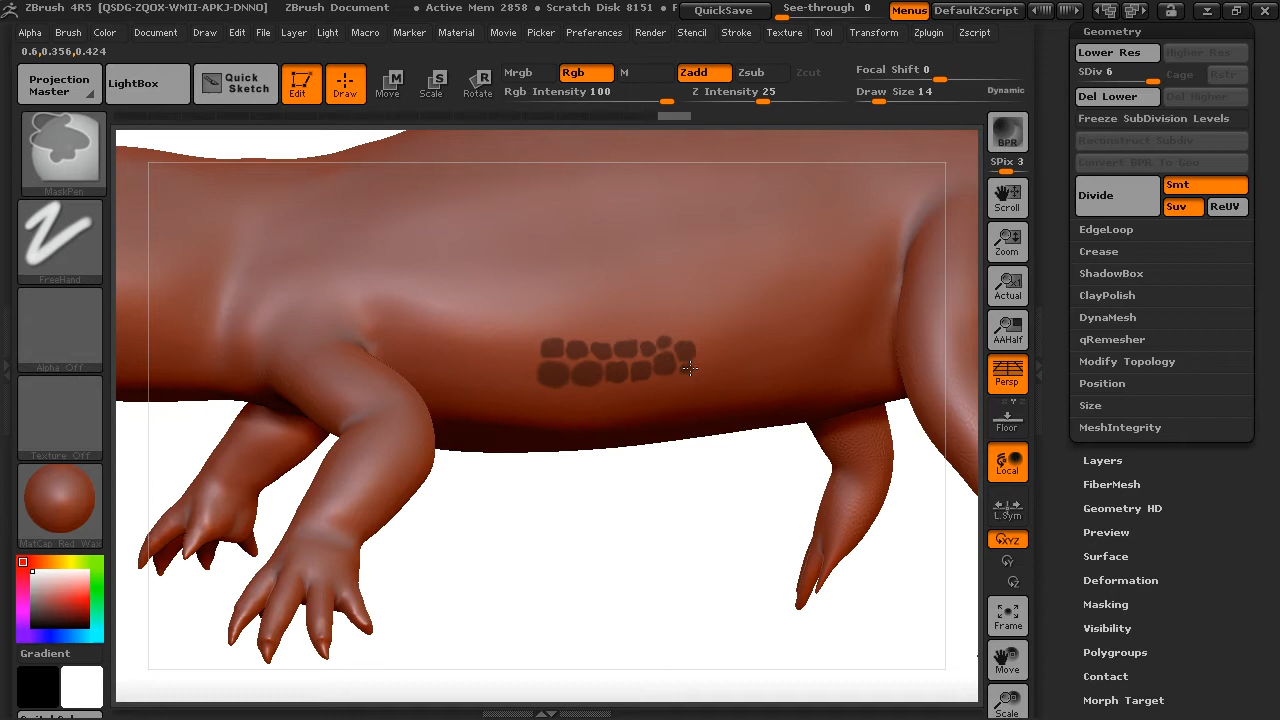 ZBrush 4R5 [QSDG-ZQOX-WMII-APKJ-DNNO] ZBrush Document • Active Mem 2858 • Scratch Disk 8151 • QuickSave See-through 0 Menus DefaultZScript
Alpha Brush Color Document Draw Edit File Layer Light Macro Marker Material Movie Picker Preferences Render Stencil Stroke Texture Tool Transform Zplugin Zscript
0.6,0.356,0.424
Projection Master
LightBox
Quick Sketch
Edit
Draw
Move
Scale
Rotate
Mrgb Rgb M
Rgb Intensity 100
Zadd Zsub Zcut
Z Intensity 25
Focal Shift 0
Draw Size 14
Dynamic
MaskPen
FreeHand
Alpha Off
Texture Off
MatCap Red Wax
Gradient
BPR
SPix 3
Scroll
Zoom
Actual
AAHalf
Persp
Floor
Local
L.Sym
XYZ
Frame
Move
Scale
Geometry
Lower Res Higher Res
SDiv 6 Cage Rstr
Del Lower Del Higher
Freeze SubDivision Levels
Reconstruct Subdiv
Convert BPR To Geo
Divide
Smt
Suv ReUV
EdgeLoop
Crease
ShadowBox
ClayPolish
DynaMesh
qRemesher
Modify Topology
Position
Size
MeshIntegrity
Layers
FiberMesh
Geometry HD
Preview
Surface
Deformation
Masking
Visibility
Polygroups
Contact
Morph Target